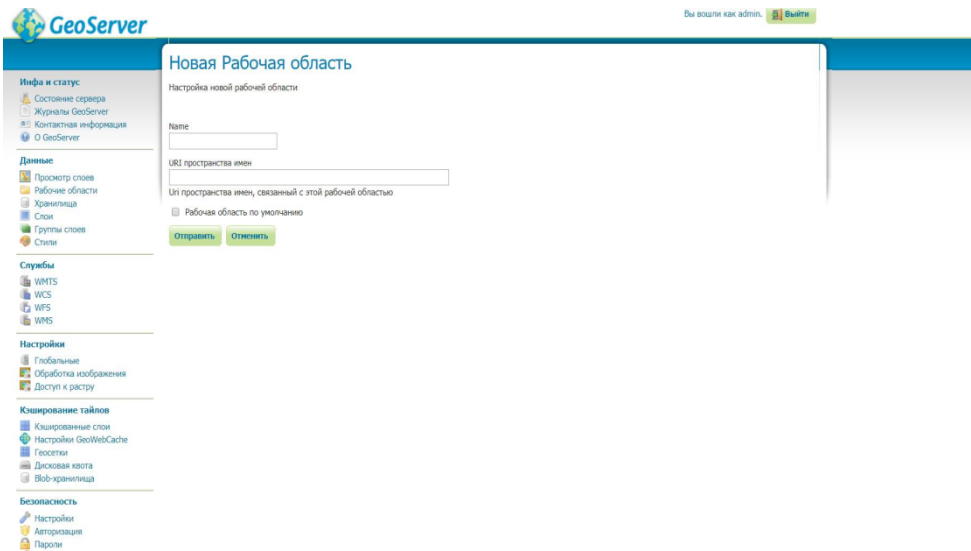 GeoServer
Вы вошли как admin. Выйти
Новая Рабочая область
Настройка новой рабочей области
Name
URI пространства имен
Uri пространства имен, связанный с этой рабочей областью
Рабочая область по умолчанию
Отправить Отменить
Инфа и статус
Состояние сервера
Журналы GeoServer
Контактная информация
О GeoServer
Данные
Просмотр слоев
Рабочие области
Хранилища
Слои
Группы слоев
Стили
Службы
WMTS
WCS
WFS
WMS
Настройки
Глобальные
Обработка изображения
Доступ к растру
Кэширование тайлов
Кэшированные слои
Настройки GeoWebCache
Геосетки
Дисковая квота
Blob-хранилища
Безопасность
Настройки
Авторизация
Пароли